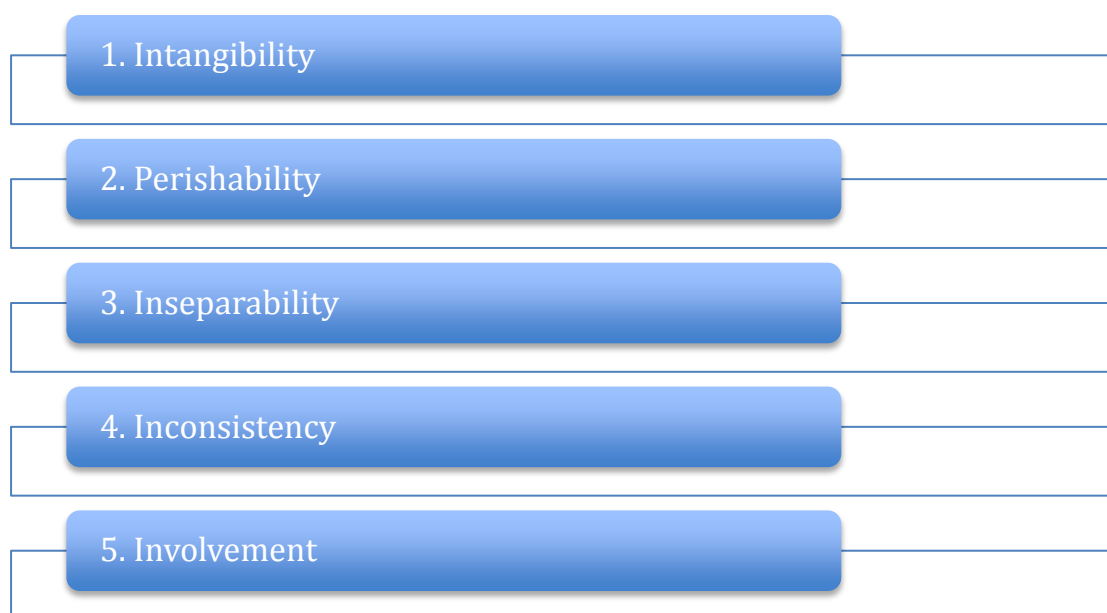 1. Intangibility
2. Perishability
3. Inseparability
4. Inconsistency
5. Involvement